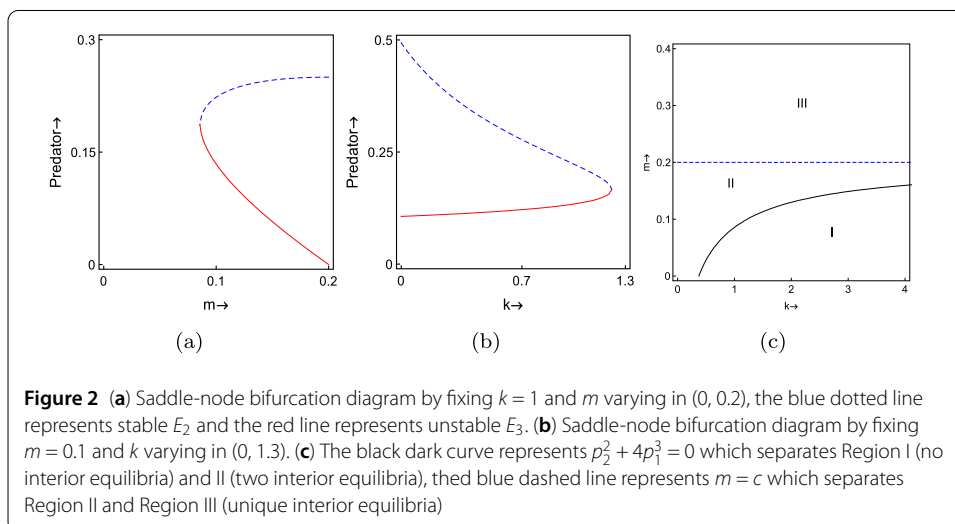 0.3
0.15
0
Predator→
0
0.1
0.2
m→
(a)
0.5
0.25
0
Predator→
0
0.7
1.3
k→
(b)
0.4
0.3
0.2
0.1
0
m→
III
II
I
0
1
2
3
4
k→
(c)
Figure 2 (a) Saddle-node bifurcation diagram by fixing k = 1 and m varying in (0, 0.2), the blue dotted line
represents stable E₂ and the red line represents unstable E₃. (b) Saddle-node bifurcation diagram by fixing
m = 0.1 and k varying in (0, 1.3). (c) The black dark curve represents p₂² + 4p₁³ = 0 which separates Region I (no
interior equilibria) and II (two interior equilibria), thed blue dashed line represents m = c which separates
Region II and Region III (unique interior equilibria)